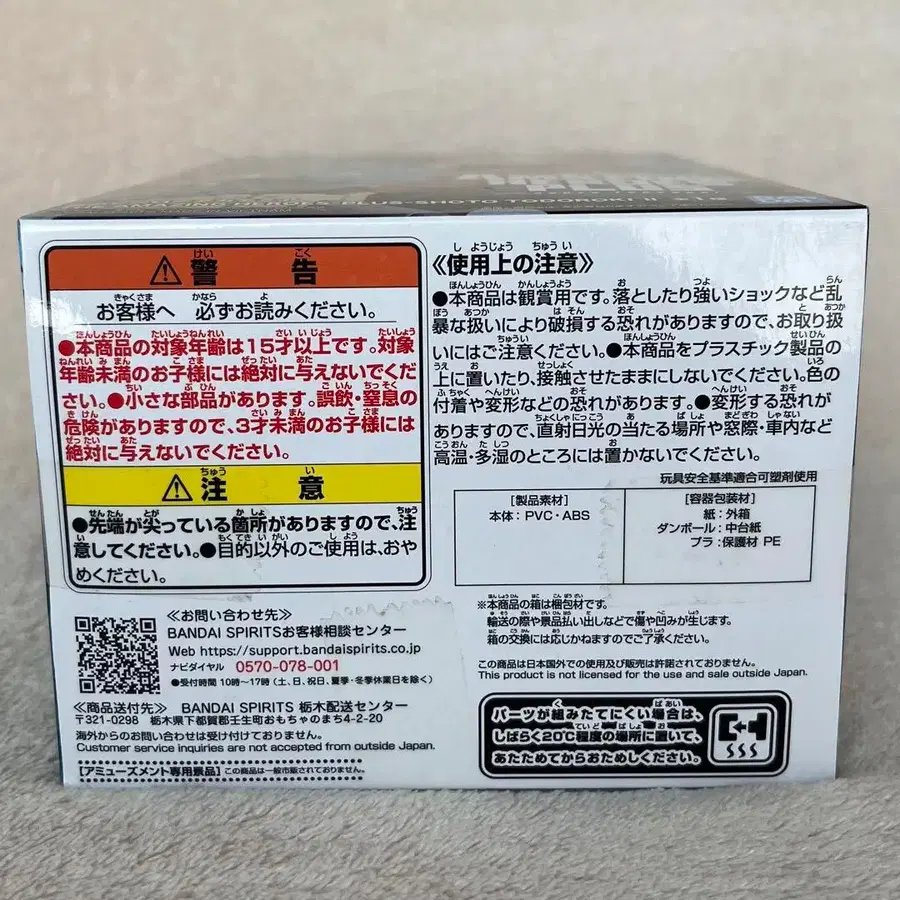 PLUS-SHOTO TODOROKI II
⚠警告
お客様へ 必ずお読みください。
●本商品の対象年齢は15才以上です。対象
年齢未満のお子様には絶対に与えないでくださ
い。●小さな部品があります。誤飲・窒息の
危険がありますので、3才未満のお子様には
絶対に与えないでください。
⚠注意
●先端が尖っている箇所がありますので、注
意してください。●目的以外のご使用は、おや
めください。
《使用上の注意》
●本商品は観賞用です。落としたり強いショックなど乱
暴な扱いにより破損する恐れがありますので、お取り扱
いにはご注意ください。●本商品をプラスチック製品の
上に置いたり、接触させたままにしないでください。色の
付着や変形などの恐れがあります。●変形する恐れが
ありますので、直射日光の当たる場所や窓際・車内など
高温・多湿のところには置かないでください。
玩具安全基準適合可塑剤使用
[製品素材]
本体:PVC・ABS
[容器包装材]
紙:外箱
ダンボール:中台紙
プラ:保護材 PE
※本商品の箱は梱包材です。
輸送の際や景品払い出しなどで傷や凹みが生じます。
箱の交換には応じかねますのでご了承ください。
この商品は日本国外での使用及び販売は許諾されておりません。
This product is not licensed for the use and sale outside Japan.
パーツが組みたてにくい場合は、
しばらく20℃程度の場所に置いて、
あたためてからおためしください。
《お問い合わせ先》
BANDAI SPIRITSお客様相談センター
Web https://support.bandaispirits.co.jp
ナビダイヤル 0570-078-001
●受付時間 10時〜17時(土、日、祝日、夏季・冬季休業日を除く)
《商品送付先》 BANDAI SPIRITS 栃木配送センター
〒321-0298 栃木県下都賀郡壬生町おもちゃのまち4-2-20
海外からのお問い合わせは受け付けておりません。
Customer service inquiries are not accepted from outside Japan.
[アミューズメント専用景品] この商品は一般市販されておりません。